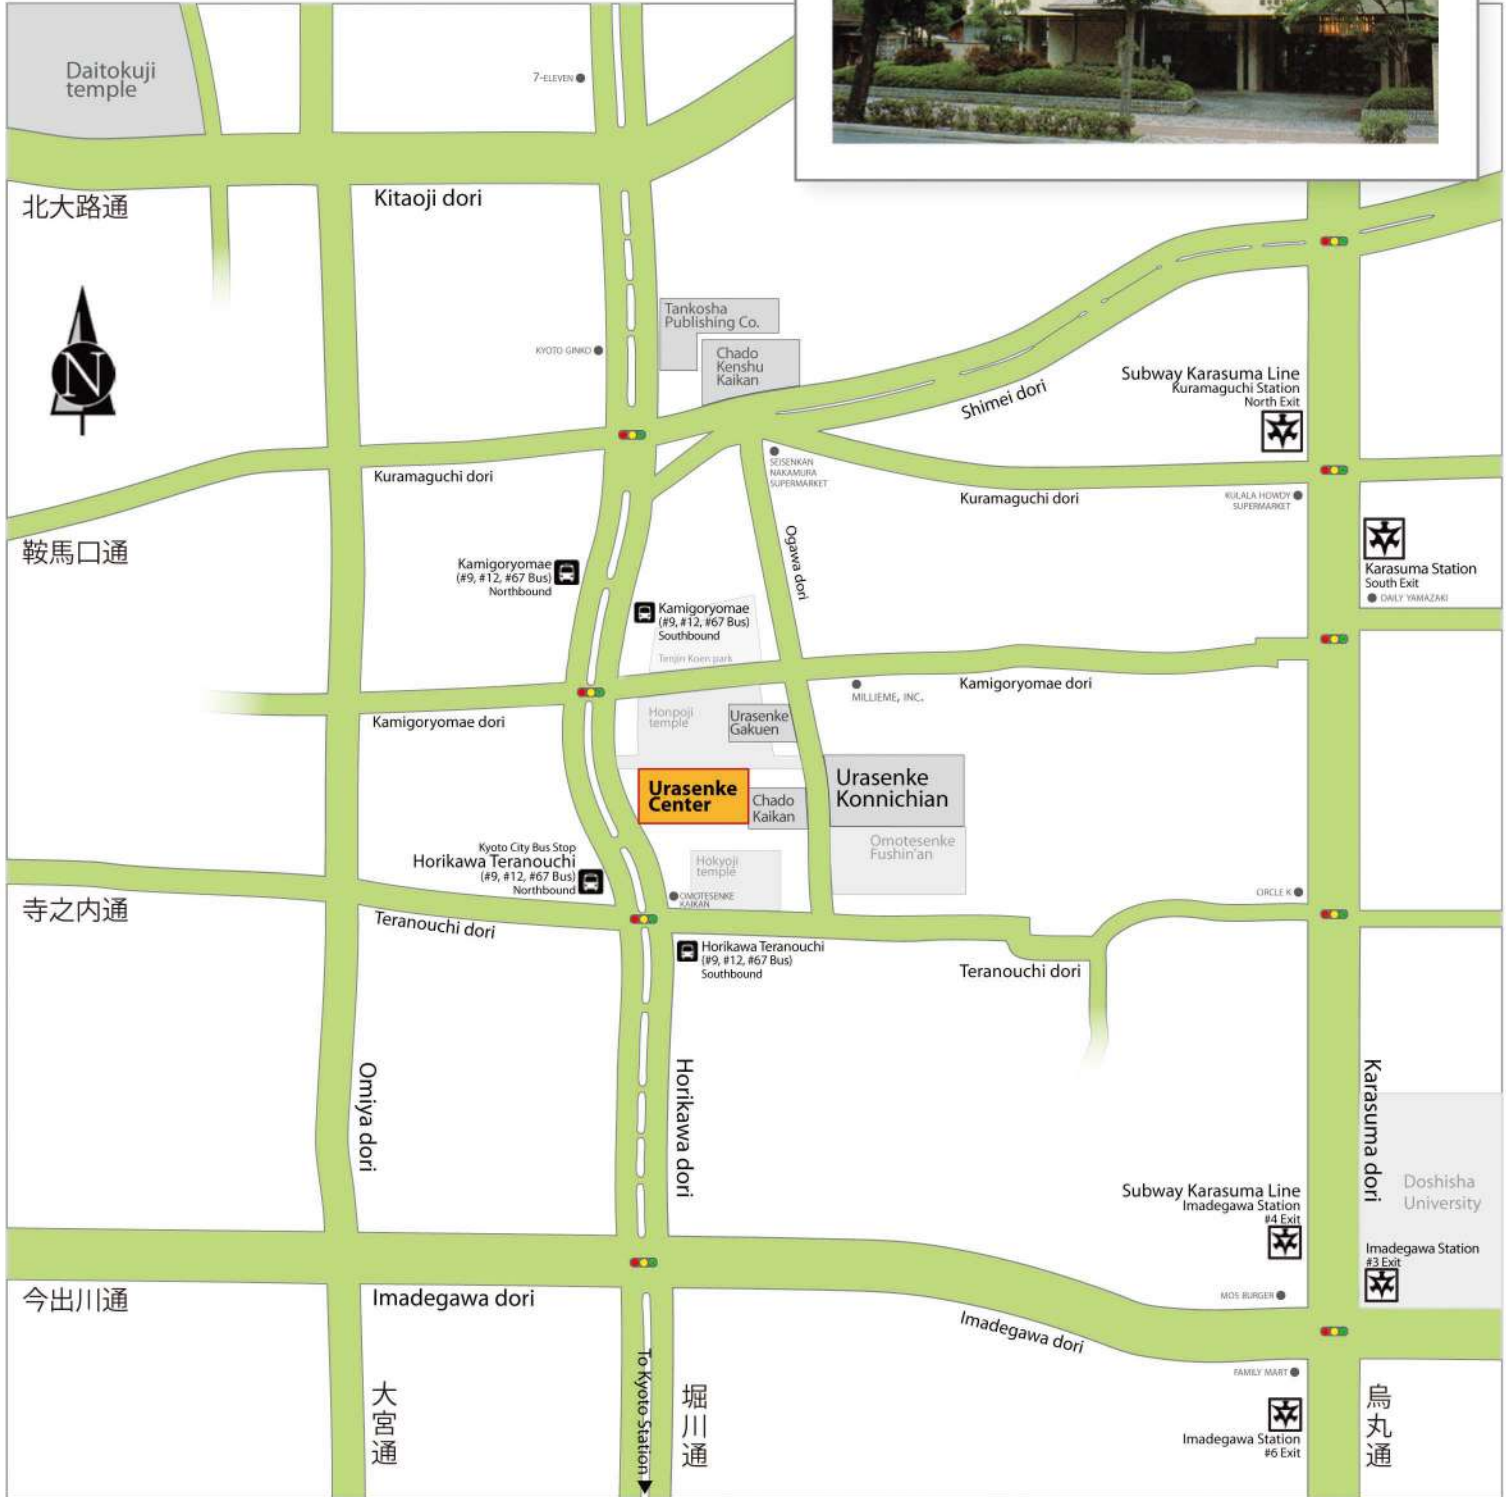 Daitokuji
temple
7-ELEVEN
北大路通
Kitaoji dori
N
Tankosha
Publishing Co.
KYOTO GINKO
Chado
Kenshu
Kaikan
Shimei dori
Subway Karasuma Line
Kuramaguchi Station
North Exit
Kuramaguchi dori
SEISENKAN
NAKAMURA
SUPERMARKET
Kuramaguchi dori
KULALA HOWDY
SUPERMARKET
鞍馬口通
Ogawa dori
Karasuma Station
South Exit
DAILY YAMAZAKI
Kamigoryomae
(#9, #12, #67 Bus)
Northbound
Kamigoryomae
(#9, #12, #67 Bus)
Southbound
Tenjin Koen park
Kamigoryomae dori
MILLIEME, INC.
Kamigoryomae dori
Honpoji
temple
Urasenke
Gakuen
Urasenke
Center
Chado
Kaikan
Urasenke
Konnichian
Omotesenke
Fushin'an
Kyoto City Bus Stop
Horikawa Teranouchi
(#9, #12, #67 Bus)
Northbound
Hokyoji
temple
OMOTESENKE
KAIKAN
CIRCLE K
寺之内通
Teranouchi dori
Horikawa Teranouchi
(#9, #12, #67 Bus)
Southbound
Teranouchi dori
Omiya dori
Horikawa dori
Karasuma dori
Doshisha
University
Subway Karasuma Line
Imadegawa Station
#4 Exit
Imadegawa Station
#3 Exit
今出川通
Imadegawa dori
MOS BURGER
Imadegawa dori
To Kyoto Station
FAMILY MART
大宮通
堀川通
烏丸通
Imadegawa Station
#6 Exit